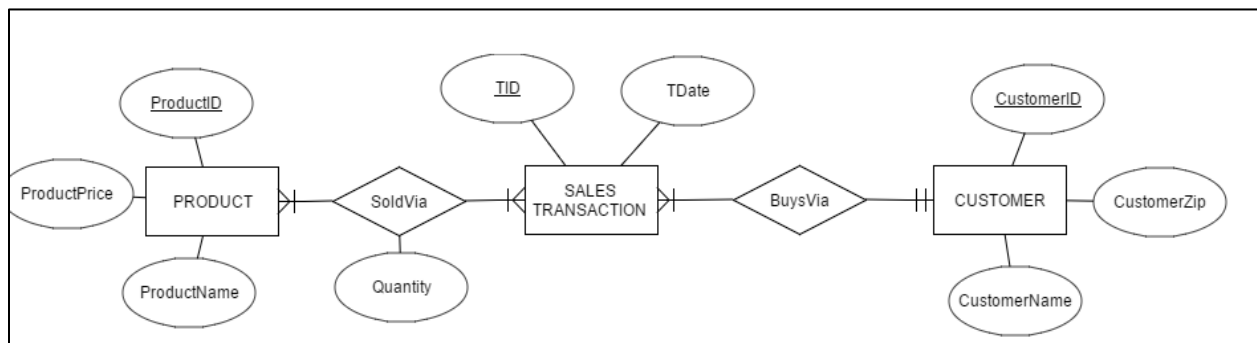 TID
TDate
ProductID
CustomerID
ProductPrice
PRODUCT
SoldVia
SALES
TRANSACTION
BuysVia
CUSTOMER
CustomerZip
ProductName
Quantity
CustomerName